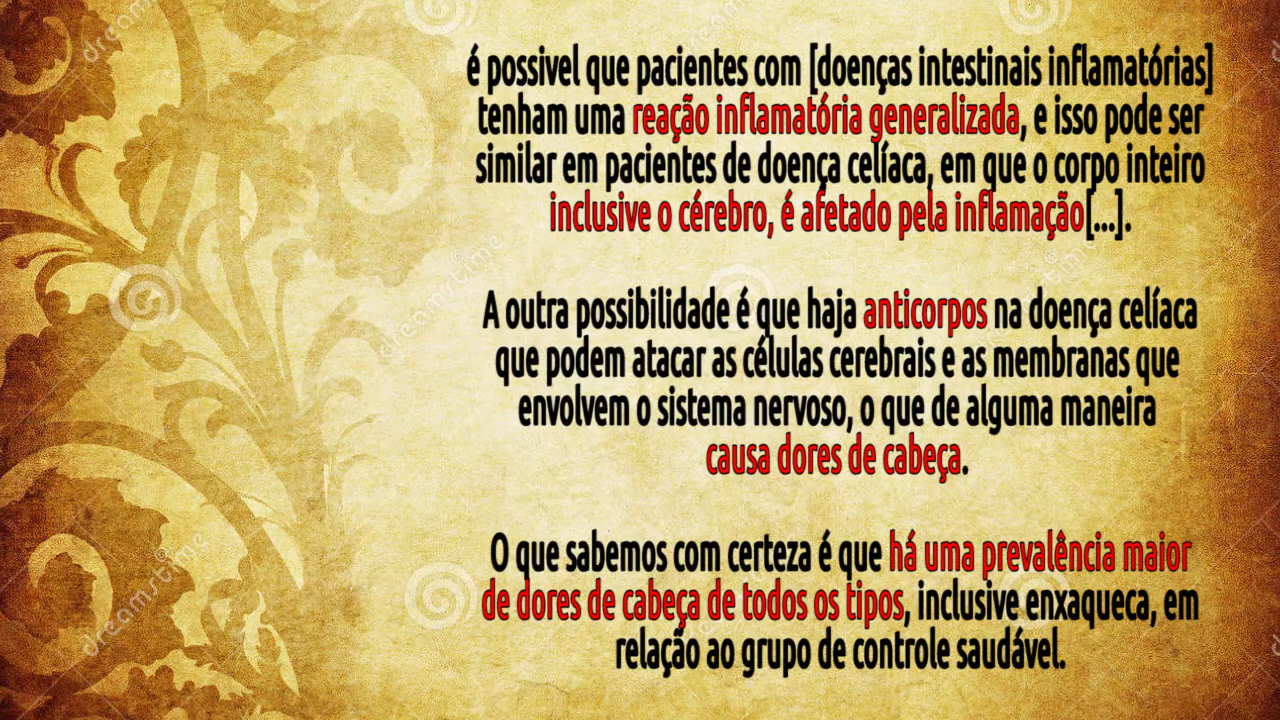 é possivel que pacientes com [doenças intestinais inflamatórias]
tenham uma reação inflamatória generalizada, e isso pode ser
similar em pacientes de doença celíaca, em que o corpo inteiro
inclusive o cérebro, é afetado pela inflamação[...].
A outra possibilidade é que haja anticorpos na doença celíaca
que podem atacar as células cerebrais e as membranas que
envolvem o sistema nervoso, o que de alguma maneira
causa dores de cabeça.
O que sabemos com certeza é que há uma prevalência maior
de dores de cabeça de todos os tipos, inclusive enxaqueca, em
relação ao grupo de controle saudável.
dreamstime
dreamstime
dreamstime